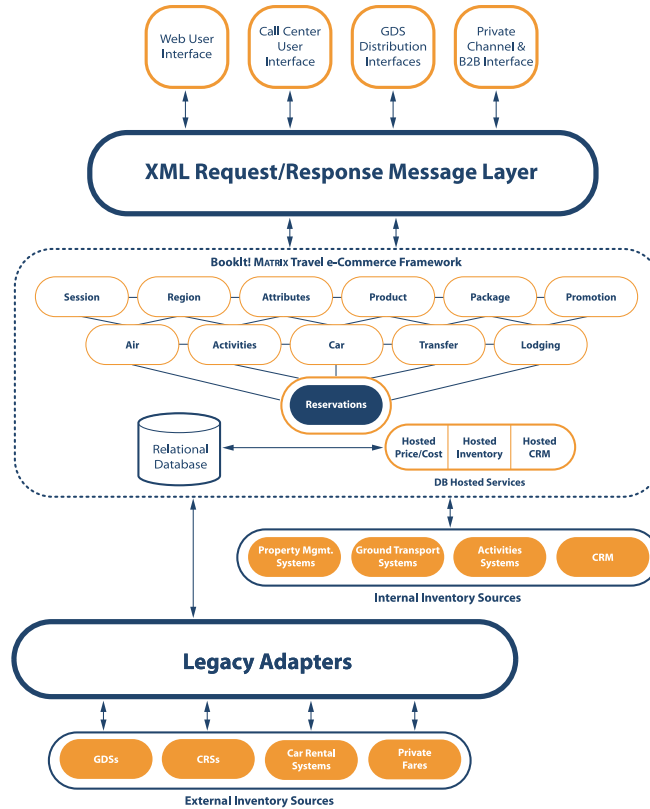 Web User
Interface
Call Center
User
Interface
GDS
Distribution
Interfaces
Private
Channel &
B2B Interface
XML Request/Response Message Layer
BookIt! MATRIX Travel e-Commerce Framework
Session
Region
Attributes
Product
Package
Promotion
Air
Activities
Car
Transfer
Lodging
Reservations
Relational
Database
Hosted
Price/Cost
Hosted
Inventory
Hosted
CRM
DB Hosted Services
Property Mgmt.
Systems
Ground Transport
Systems
Activities
Systems
CRM
Internal Inventory Sources
Legacy Adapters
GDSs
CRSs
Car Rental
Systems
Private
Fares
External Inventory Sources